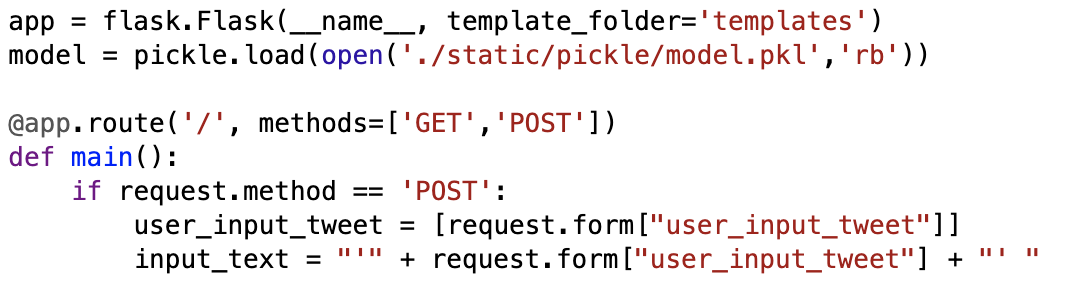 app = flask.Flask(__name__, template_folder='templates')
model = pickle.load(open('./static/pickle/model.pkl','rb'))

@app.route('/', methods=['GET','POST'])
def main():
    if request.method == 'POST':
        user_input_tweet = [request.form["user_input_tweet"]]
        input_text = "'" + request.form["user_input_tweet"] + "' "